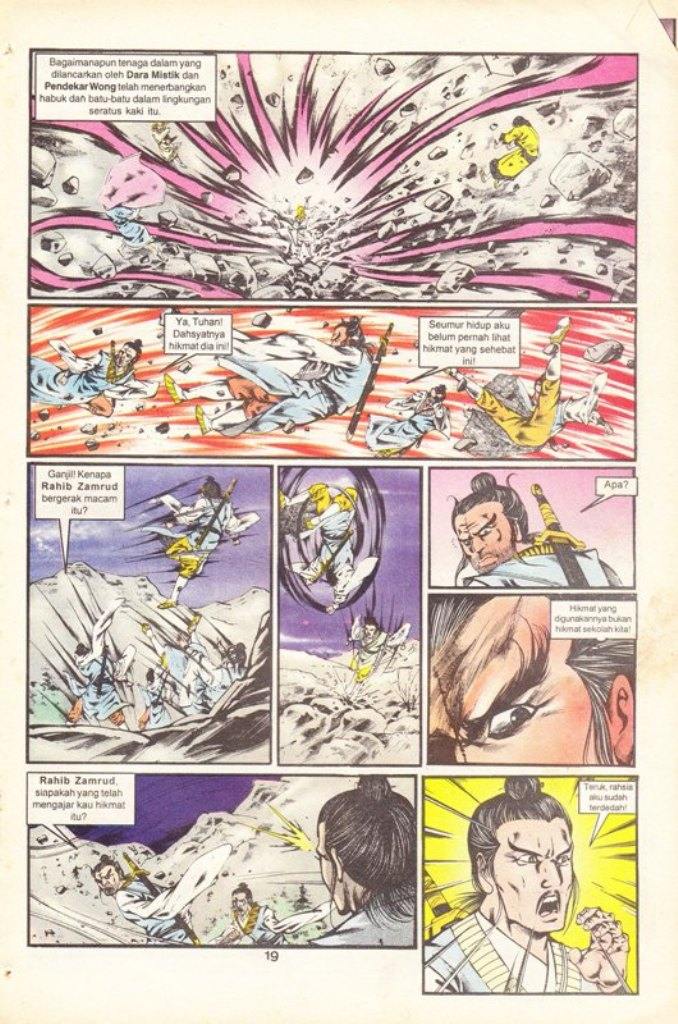 Bagaimanapun tenaga dalam yang
dilancarkan oleh Dara Mistik dan
Pendekar Wong telah menerbangkan
habuk dan batu-batu dalam lingkungan
seratus kaki itu.
Ya, Tuhan!
Dahsyatnya
hikmat dia ini!
Seumur hidup aku
belum pernah lihat
hikmat yang sehebat
ini!
Ganjil! Kenapa
Rahib Zamrud
bergerak macam
itu?
Apa?
Hikmat yang
digunakannya bukan
hikmat sekolah kita!
Rahib Zamrud,
siapakah yang telah
mengajar kau hikmat
itu?
Teruk, rahsia
aku sudah
terdedah!
19